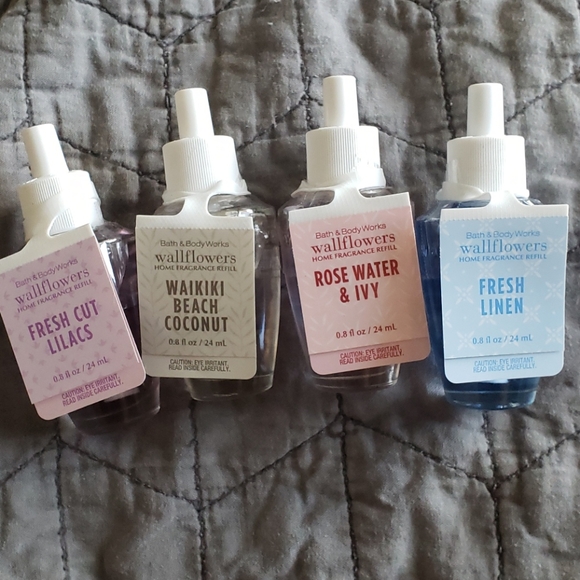 Bath & Body Works
wallflowers
HOME FRAGRANCE REFILL
FRESH CUT
LILACS
0.8 fl oz / 24 mL
CAUTION: EYE IRRITANT.
READ INSIDE CAREFULLY.
Bath & Body Works
wallflowers
HOME FRAGRANCE REFILL
WAIKIKI
BEACH
COCONUT
0.8 fl oz / 24 mL
CAUTION: EYE IRRITANT.
READ INSIDE CAREFULLY.
Bath & Body Works
wallflowers
HOME FRAGRANCE REFILL
ROSE WATER
& IVY
0.8 fl oz / 24 mL
CAUTION: EYE IRRITANT.
READ INSIDE CAREFULLY.
Bath & Body Works
wallflowers
HOME FRAGRANCE REFILL
FRESH
LINEN
0.8 fl oz / 24 mL
CAUTION: EYE IRRITANT.
READ INSIDE CAREFULLY.